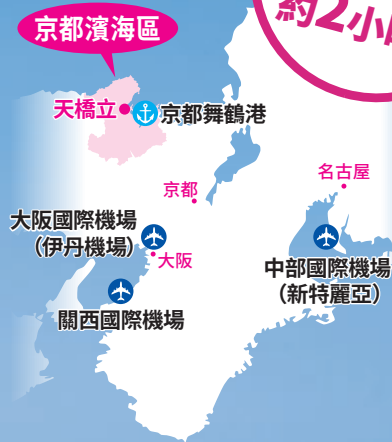 京都濱海區
約2小
天橋立
京都舞鶴港
京都
名古屋
大阪國際機場
（伊丹機場）
大阪
中部國際機場
（新特麗亞）
關西國際機場